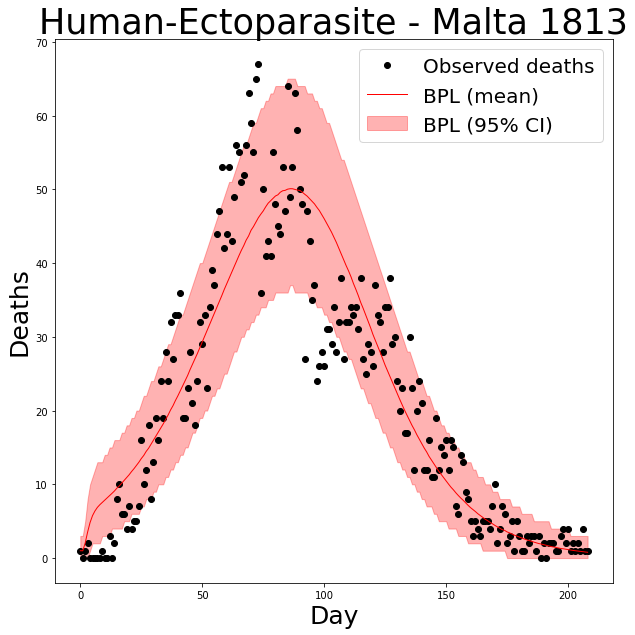 Human-Ectoparasite - Malta 1813
Observed deaths
BPL (mean)
BPL (95% CI)
Deaths
70
60
50
40
30
20
10
0
0 50 100 150 200
Day